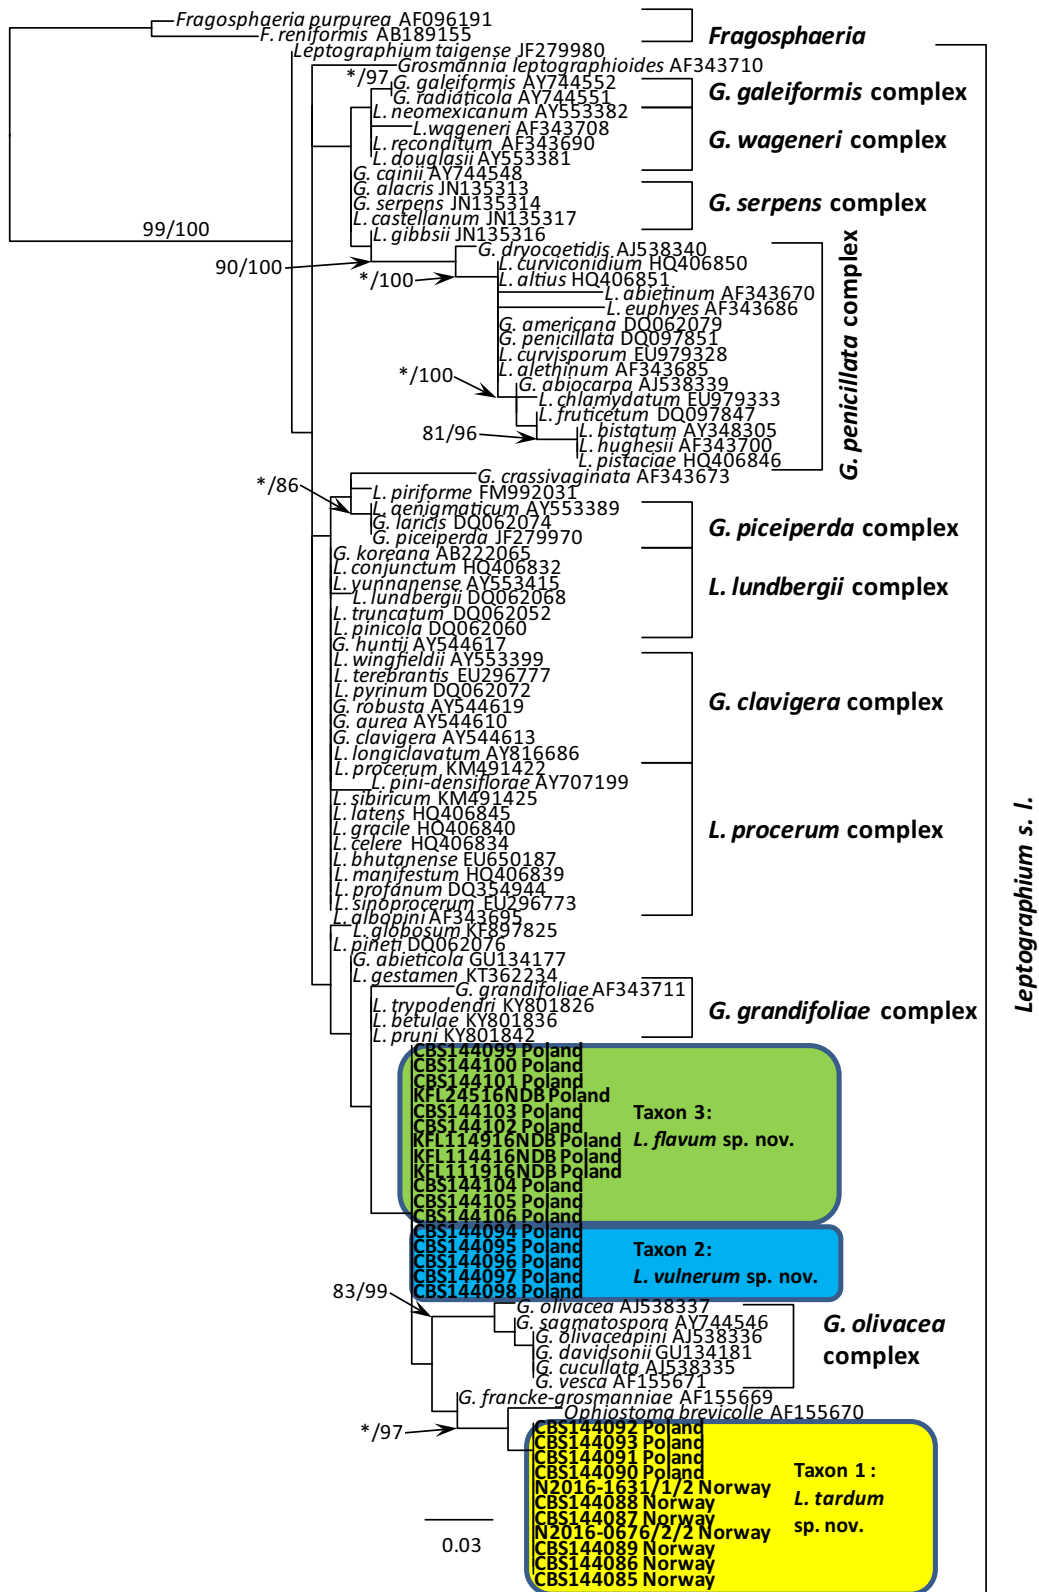 Fragosphaeria purpurea AF096191
F. reniformis AB189155
Fragosphaeria
Leptographium taigense JF279980
Grosmannia leptographioides AF343710
*/97
G. galeiformis AY744552
G. radiaticola AY744551
G. galeiformis complex
L. neomexicanum AY553382
L.wageneri AF343708
L. reconditum AF343690
L. douglasii AY553381
G. wageneri complex
G. cainii AY744548
G. alacris JN135313
G. serpens JN135314
L. castellanum JN135317
G. serpens complex
L. gibbsii JN135316
99/100
90/100
*/100
G. dryocoetidis AJ538340
L. curviconidium HQ406850
L. altius HQ406851
L. abietinum AF343670
L. euphyes AF343686
G. americana DQ062079
G. penicillata DQ097851
L. curvisporum EU979328
L. alethinum AF343685
*/100
G. abiocarpa AJ538339
L. chlamydatum EU979333
L. fruticetum DQ097847
81/96
L. bistatum AY348305
L. hughesii AF343700
L. pistaciae HQ406846
G. penicillata complex
G. crassivaginata AF343673
*/86
L. piriforme FM992031
L. aenigmaticum AY553389
G. laricis DQ062074
G. piceiperda JF279970
G. piceiperda complex
G. koreana AB222065
L. conjunctum HQ406832
L. yunnanense AY553415
L. lundbergii DQ062068
L. truncatum DQ062052
L. pinicola DQ062060
L. lundbergii complex
G. huntii AY544617
L. wingfieldii AY553399
L. terebrantis EU296777
L. pyrinum DQ062072
G. robusta AY544619
G. aurea AY544610
G. clavigera AY544613
L. longiclavatum AY816686
G. clavigera complex
L. procerum KM491422
L. pini-densiflorae AY707199
L. sibiricum KM491425
L. latens HQ406845
L. gracile HQ406840
L. celere HQ406834
L. bhutanense EU650187
L. manifestum HQ406839
L. profanum DQ354944
L. sinoprocerum EU296773
L. albopini AF343695
L. procerum complex
L. globosum KF897825
L. pineti DQ062076
G. abieticola GU134177
L. gestamen KT362234
G. grandifoliae AF343711
L. trypodendri KY801826
L. betulae KY801836
L. pruni KY801842
G. grandifoliae complex
Leptographium s. l.
CBS144099 Poland
CBS144100 Poland
CBS144101 Poland
KFL24516NDB Poland
CBS144103 Poland
CBS144102 Poland
KFL114916NDB Poland
KFL114416NDB Poland
KFL111916NDB Poland
CBS144104 Poland
CBS144105 Poland
CBS144106 Poland
Taxon 3:
L. flavum sp. nov.
CBS144094 Poland
CBS144095 Poland
CBS144096 Poland
CBS144097 Poland
CBS144098 Poland
Taxon 2:
L. vulnerum sp. nov.
83/99
G. olivacea AJ538337
G. sagmatospora AY744546
G. olivaceapini AJ538336
G. davidsonii GU134181
G. cucullata AJ538335
G. vesca AF155671
G. olivacea
complex
G. francke-grosmanniae AF155669
Ophiostoma brevicolle AF155670
*/97
CBS144092 Poland
CBS144093 Poland
CBS144091 Poland
CBS144090 Poland
N2016-1631/1/2 Norway
CBS144088 Norway
CBS144087 Norway
N2016-0676/2/2 Norway
CBS144089 Norway
CBS144086 Norway
CBS144085 Norway
Taxon 1 :
L. tardum
sp. nov.
0.03